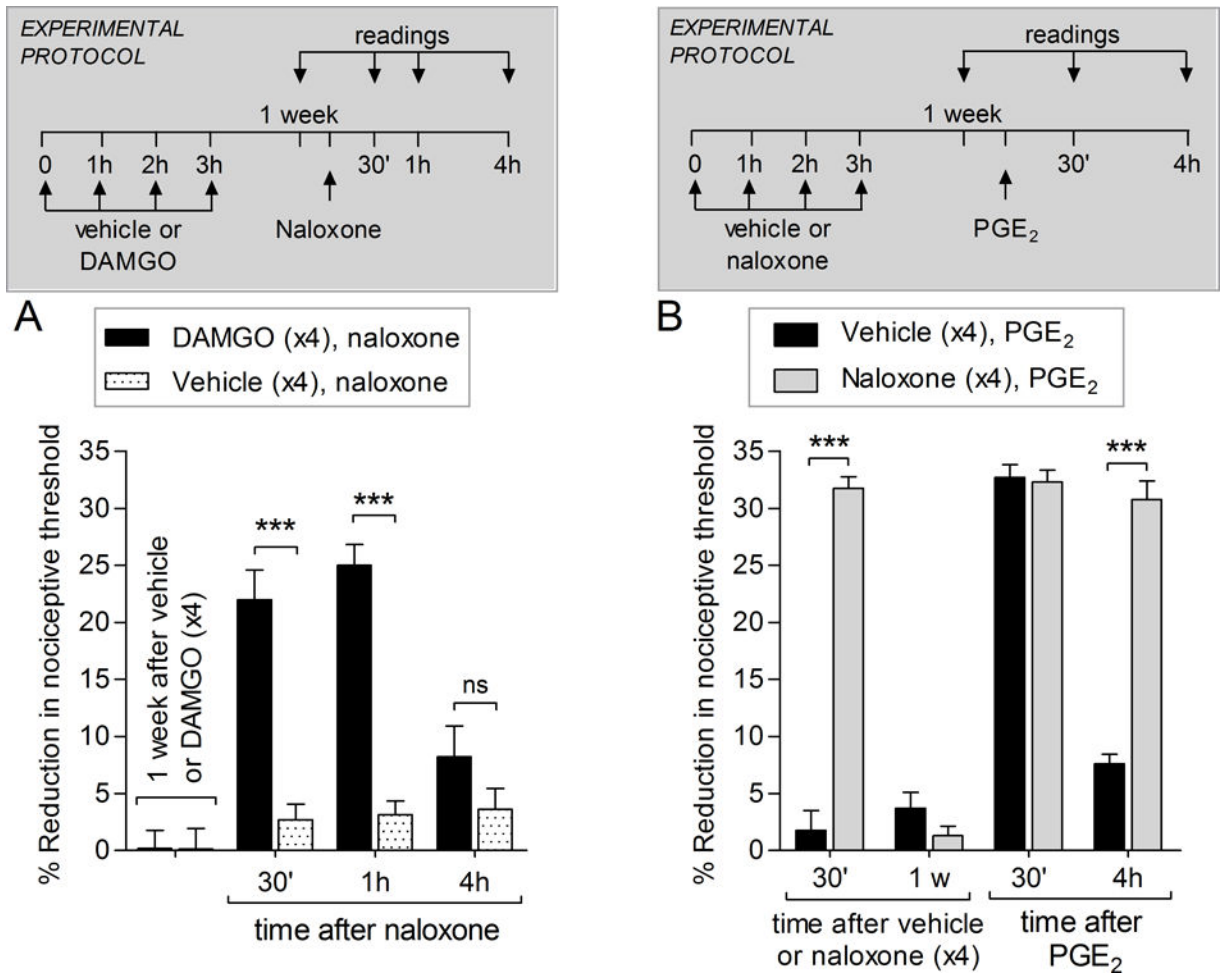 EXPERIMENTAL
PROTOCOL
readings
1 week
0 1h 2h 3h 30' 1h 4h
vehicle or
DAMGO
Naloxone
EXPERIMENTAL
PROTOCOL
readings
1 week
0 1h 2h 3h 30' 4h
vehicle or
naloxone
PGE₂
A
DAMGO (x4), naloxone
Vehicle (x4), naloxone
% Reduction in nociceptive threshold
35
30
25
20
15
10
5
0
1 week after vehicle
or DAMGO (x4)
***
***
ns
30' 1h 4h
time after naloxone
B
Vehicle (x4), PGE₂
Naloxone (x4), PGE₂
% Reduction in nociceptive threshold
35
30
25
20
15
10
5
0
***
***
30' 1 w 30' 4h
time after vehicle
or naloxone (x4)
time after
PGE₂